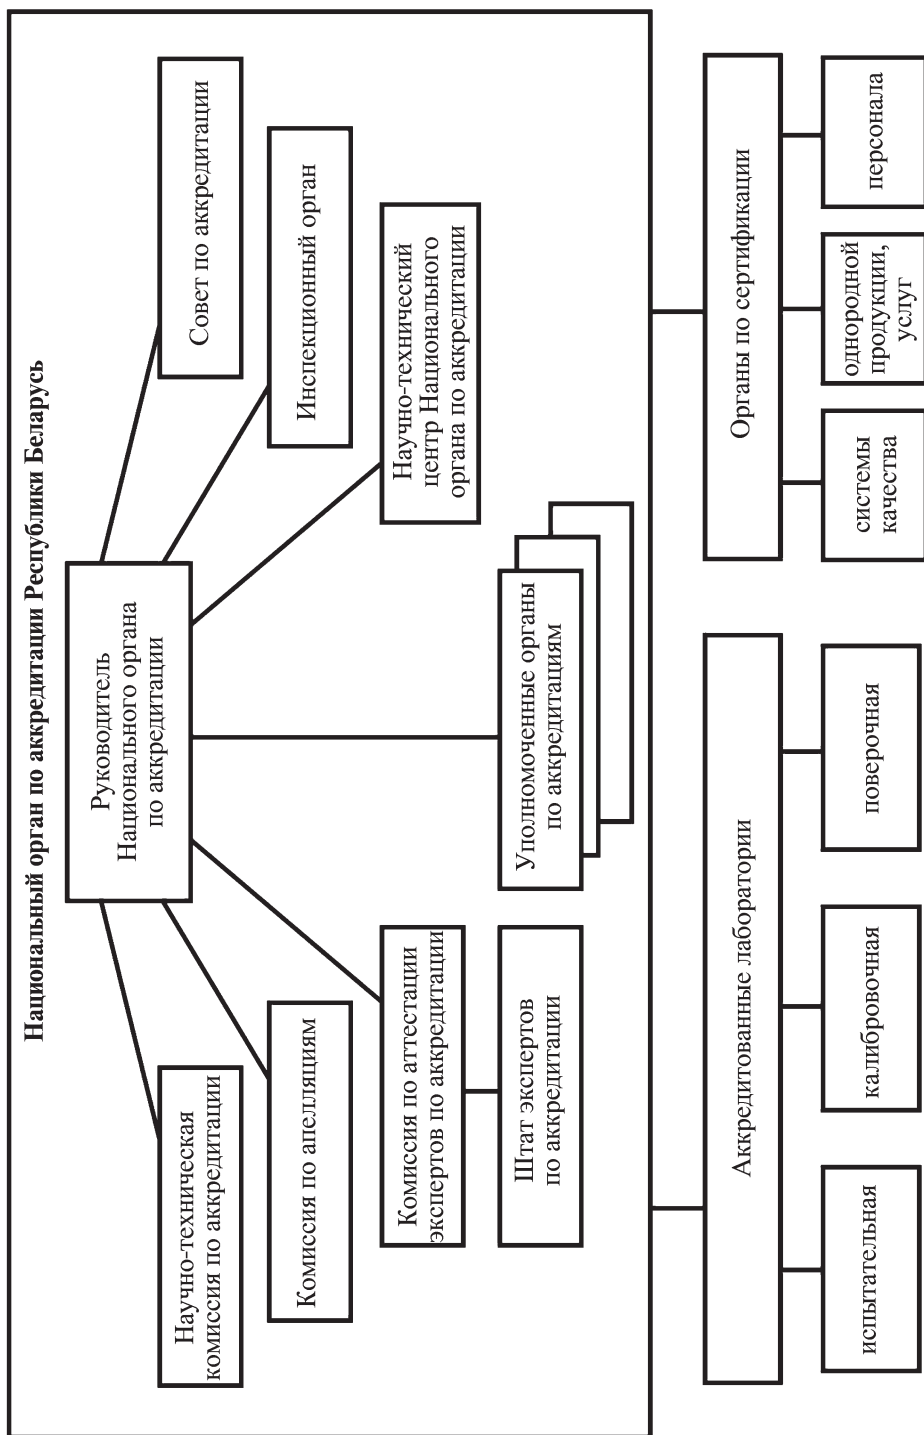 Национальный орган по аккредитации Республики Беларусь
Руководитель
Национального органа
по аккредитации
Научно-техническая
комиссия по аккредитации
Совет по аккредитации
Комиссия по апелляциям
Инспекционный орган
Комиссия по аттестации
экспертов по аккредитации
Научно-технический
центр Национального
органа по аккредитации
Штат экспертов
по аккредитации
Уполномоченные органы
по аккредитациям
Аккредитованные лаборатории
Органы по сертификации
испытательная
калибровочная
поверочная
системы
качества
однородной
продукции,
услуг
персонала